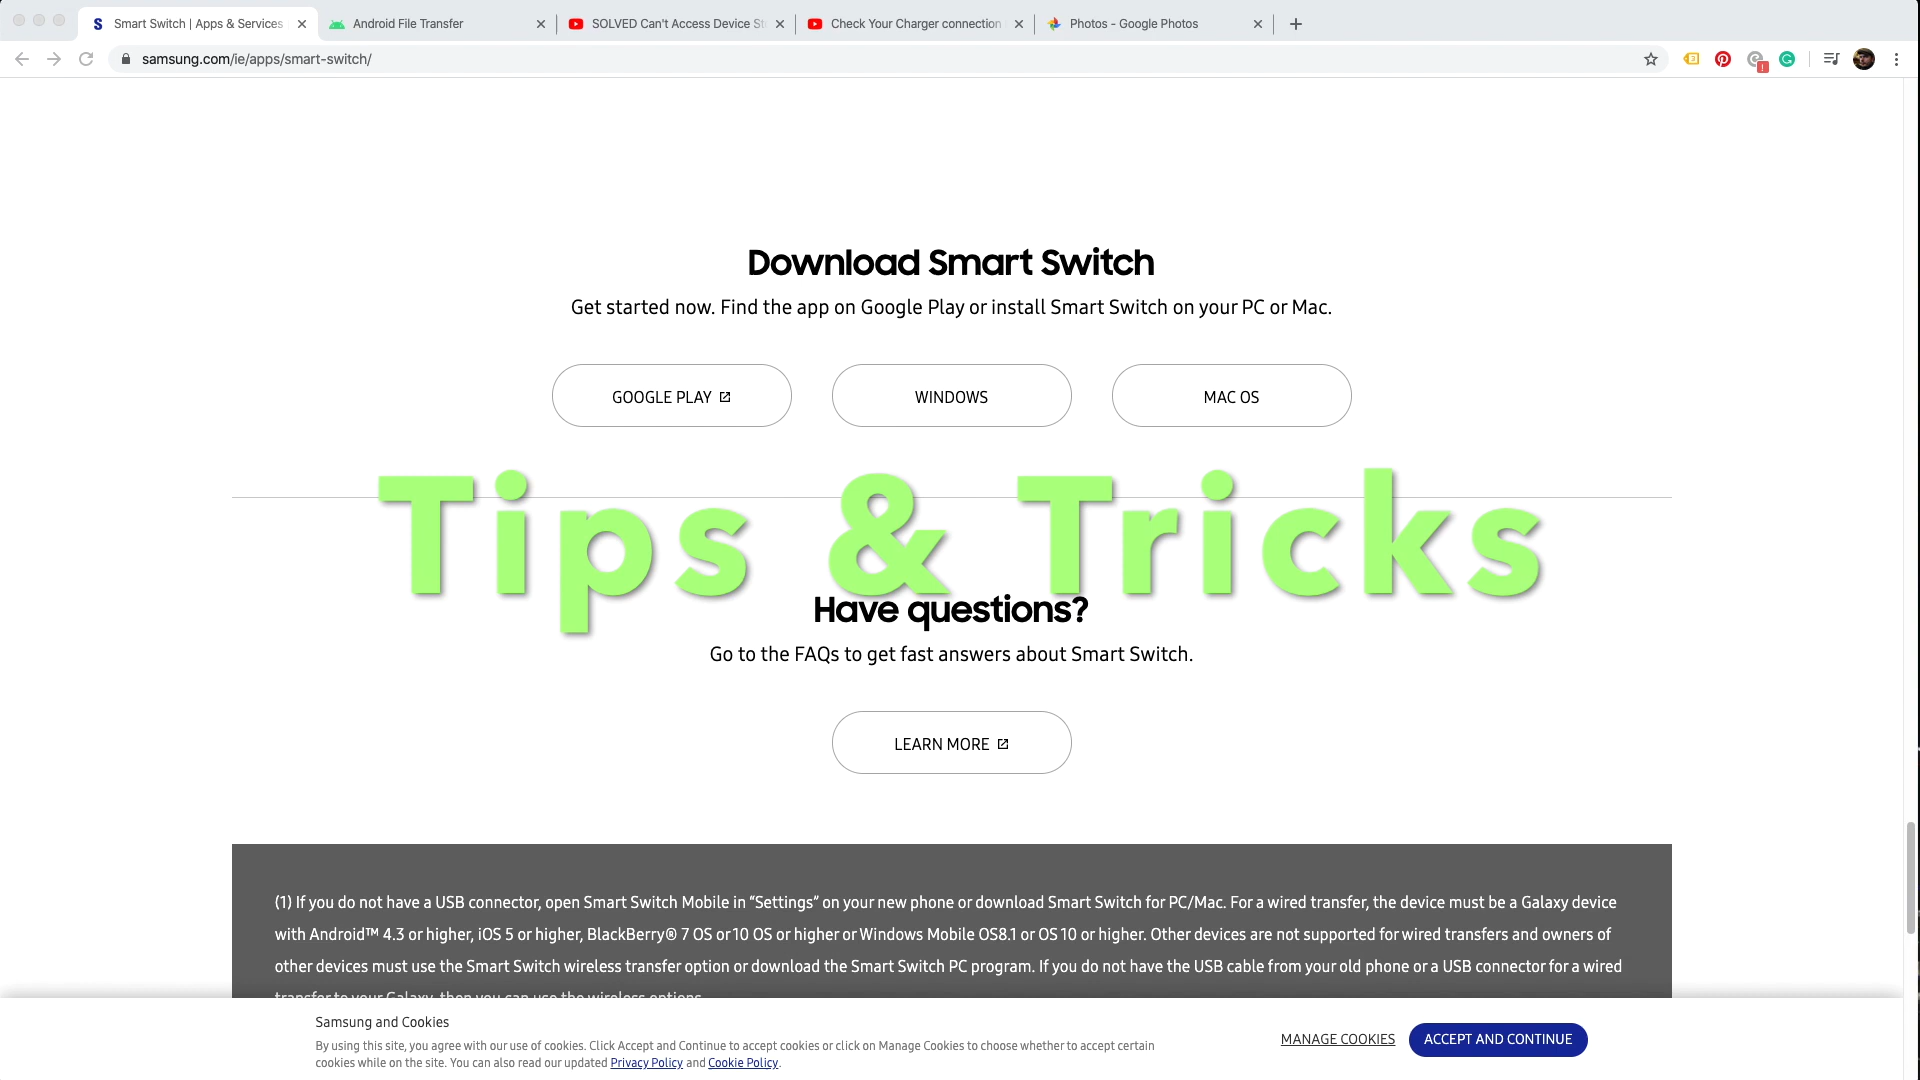 Smart Switch | Apps & Services
Android File Transfer
SOLVED Can't Access Device St
Check Your Charger connection
Photos - Google Photos
samsung.com/ie/apps/smart-switch/
Download Smart Switch
Get started now. Find the app on Google Play or install Smart Switch on your PC or Mac.
GOOGLE PLAY
WINDOWS
MAC OS
Tips & Tricks
Have questions?
Go to the FAQs to get fast answers about Smart Switch.
LEARN MORE
(1) If you do not have a USB connector, open Smart Switch Mobile in “Settings” on your new phone or download Smart Switch for PC/Mac. For a wired transfer, the device must be a Galaxy device
with Android™ 4.3 or higher, iOS 5 or higher, BlackBerry® 7 OS or 10 OS or higher or Windows Mobile OS8.1 or OS 10 or higher. Other devices are not supported for wired transfers and owners of
other devices must use the Smart Switch wireless transfer option or download the Smart Switch PC program. If you do not have the USB cable from your old phone or a USB connector for a wired
transfer to your Galaxy, then you can use the wireless options.
Samsung and Cookies
By using this site, you agree with our use of cookies. Click Accept and Continue to accept cookies or click on Manage Cookies to choose whether to accept certain
cookies while on the site. You can also read our updated Privacy Policy and Cookie Policy.
MANAGE COOKIES
ACCEPT AND CONTINUE